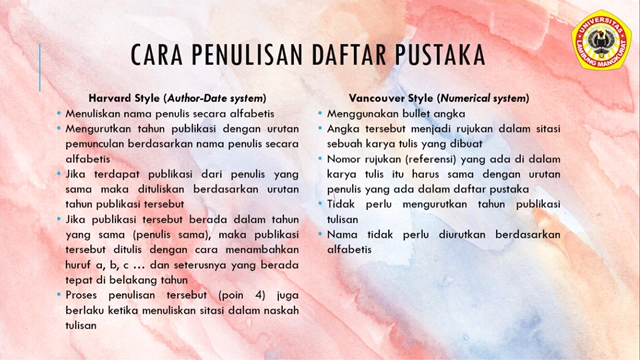 CARA PENULISAN DAFTAR PUSTAKA
UNIVERSITAS
LAMBUNG MANGKURAT
Harvard Style (Author-Date system)
• Menuliskan nama penulis secara alfabetis
• Mengurutkan tahun publikasi dengan urutan
pemunculan berdasarkan nama penulis secara
alfabetis
• Jika terdapat publikasi dari penulis yang
sama maka dituliskan berdasarkan urutan
tahun publikasi tersebut
• Jika publikasi tersebut berada dalam tahun
yang sama (penulis sama), maka publikasi
tersebut ditulis dengan cara menambahkan
huruf a, b, c … dan seterusnya yang berada
tepat di belakang tahun
• Proses penulisan tersebut (poin 4) juga
berlaku ketika menuliskan sitasi dalam naskah
tulisan
Vancouver Style (Numerical system)
• Menggunakan bullet angka
• Angka tersebut menjadi rujukan dalam sitasi
sebuah karya tulis yang dibuat
• Nomor rujukan (referensi) yang ada di dalam
karya tulis itu harus sama dengan urutan
penulis yang ada dalam daftar pustaka
• Tidak perlu mengurutkan tahun publikasi
tulisan
• Nama tidak perlu diurutkan berdasarkan
alfabetis